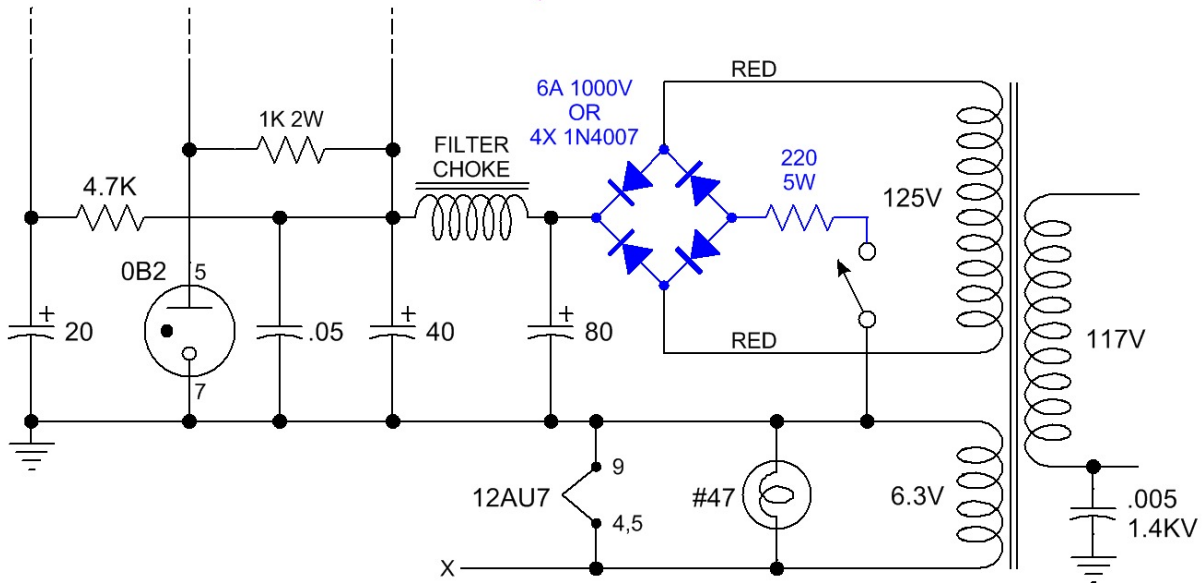 RED
6A 1000V
OR
4X 1N4007
1K 2W
FILTER
CHOKE
220
5W
4.7K
125V
0B2
5
+
20
.05
+
40
+
80
7
RED
117V
9
12AU7
4,5
#47
6.3V
.005
1.4KV
X